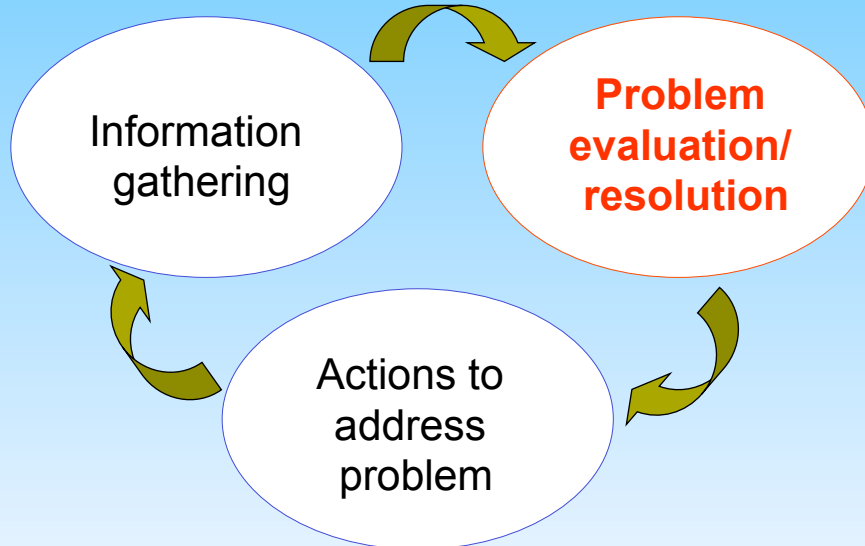 Information
gathering
Problem
evaluation/
resolution
Actions to
address
problem